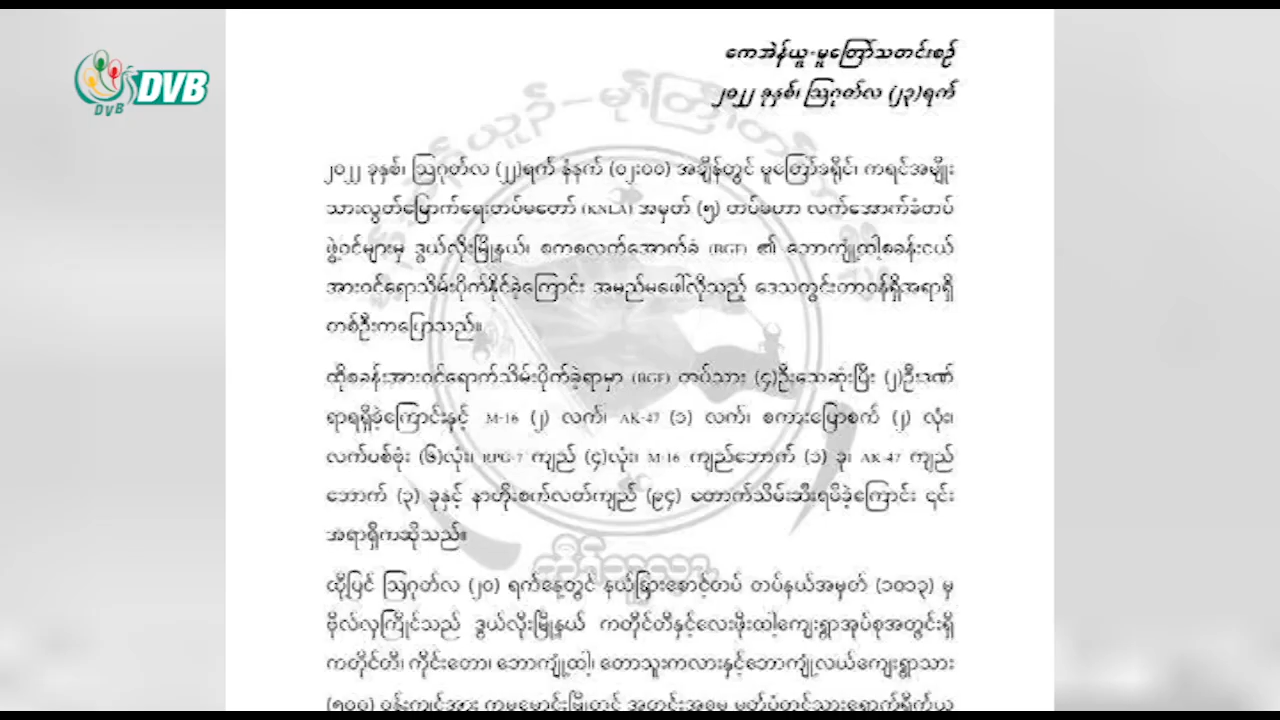 DVB
DVB
ကေအဲန်ယူ-မူတြော်သတင်းစဉ်
၂၀၂၂ ခုနှစ်၊ ဩဂုတ်လ (၂၃)ရက်
၂၀၂၂ ခုနှစ်၊ ဩဂုတ်လ (၂၂)ရက် နံနက် (၀၂း၀၀) အချိန်တွင် မူတြော်ခရိုင်၊ ကရင်အမျိုး
သားလွတ်မြောက်ရေးတပ်မတော် (KNLA) အမှတ် (၅) တပ်မဟာ လက်အောက်ခံတပ်
ဖွဲ့ဝင်များမှ ဒွယ်လိုးမြို့နယ်၊ စကစလက်အောက်ခံ (BGF) ၏ ဘောကျုံ့ထါ့စခန်းငယ်
အားဝင်ရောသိမ်းပိုက်နိုင်ခဲ့ကြောင်း အမည်မဖေါ်လိုသည့် ဒေသတွင်းတာဝန်ရှိအရာရှိ
တစ်ဦးကပြောသည်။
ထိုစခန်းအားဝင်ရောက်သိမ်းပိုက်ခဲ့ရာမှာ (BGF) တပ်သား (၄)ဦးသေဆုံးပြီး (၂)ဦးဒဏ်
ရာရရှိခဲ့ကြောင်းနှင့် M-16 (၂) လက်၊ AK-47 (၁) လက်၊ စကားပြောစက် (၂) လုံး၊
လက်ပစ်ဗုံး (၆)လုံး၊ RPG-7 ကျည် (၄)လုံး၊ M-16 ကျည်ဘောက် (၁) ခု၊ AK-47 ကျည်
ဘောက် (၃) ခုနှင့် နာတိုးစက်လတ်ကျည် (၉၄) တောက်သိမ်းဆီးရမိခဲ့ကြောင်း ၎င်း
အရာရှိကဆိုသည်။
ထို့ပြင် ဩဂုတ်လ (၂၀) ရက်နေ့တွင် နယ်ခြားစောင့်တပ် တပ်နယ်အမှတ် (၁၀၁၃) မှ
ဗိုလ်လှကြိုင်သည် ဒွယ်လိုးမြို့နယ် ကတိုင်တိနှင့်လေးဖိုးထါ့ကျေးရွာအုပ်စုအတွင်းရှိ
ကတိုင်တိ၊ ကိုင်းတော၊ ဘောကျုံ့ထါ့၊ တောသူးကလားနှင့်ဘောကျုံ့လယ်ကျေးရွာသား